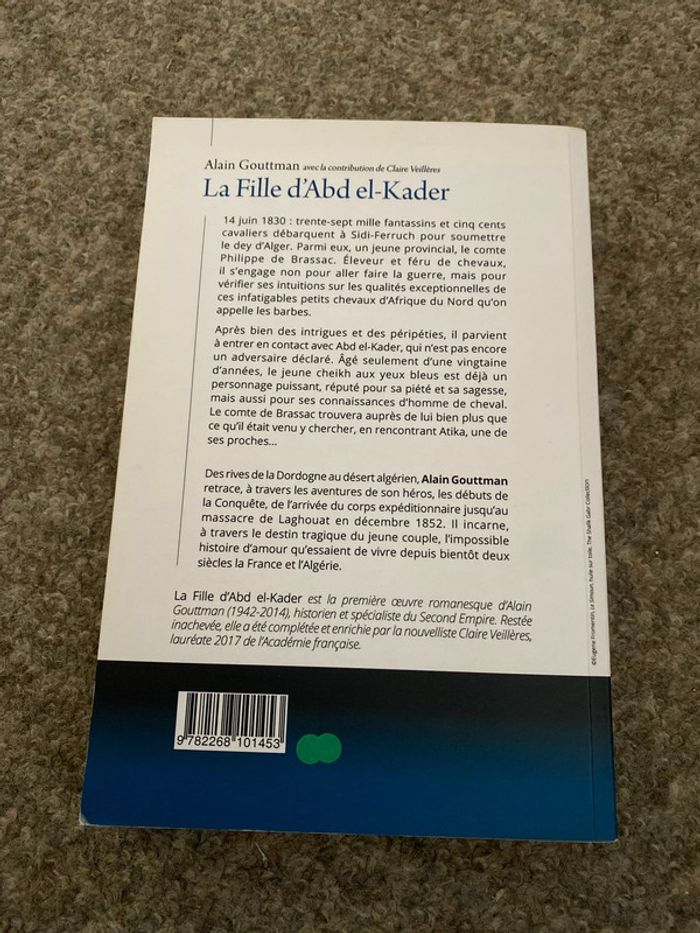 Alain Gouttman avec la contribution de Claire Veillères
La Fille d'Abd el-Kader
14 juin 1830 : trente-sept mille fantassins et cinq cents
cavaliers débarquent à Sidi-Ferruch pour soumettre
le dey d'Alger. Parmi eux, un jeune provincial, le comte
Philippe de Brassac. Éleveur et féru de chevaux,
il s'engage non pour aller faire la guerre, mais pour
vérifier ses intuitions sur les qualités exceptionnelles de
ces infatigables petits chevaux d'Afrique du Nord qu'on
appelle les barbes.
Après bien des intrigues et des péripéties, il parvient
à entrer en contact avec Abd el-Kader, qui n'est pas encore
un adversaire déclaré. Âgé seulement d'une vingtaine
d'années, le jeune cheikh aux yeux bleus est déjà un
personnage puissant, réputé pour sa piété et sa sagesse,
mais aussi pour ses connaissances d'homme de cheval.
Le comte de Brassac trouvera auprès de lui bien plus que
ce qu'il était venu y chercher, en rencontrant Atika, une de
ses proches...
Des rives de la Dordogne au désert algérien, Alain Gouttman
retrace, à travers les aventures de son héros, les débuts de
la Conquête, de l'arrivée du corps expéditionnaire jusqu'au
massacre de Laghouat en décembre 1852. Il incarne,
à travers le destin tragique du jeune couple, l'impossible
histoire d'amour qu'essaient de vivre depuis bientôt deux
siècles la France et l'Algérie.
La Fille d'Abd el-Kader est la première œuvre romanesque d'Alain
Gouttman (1942-2014), historien et spécialiste du Second Empire. Restée
inachevée, elle a été complétée et enrichie par la nouvelliste Claire Veillères,
lauréate 2017 de l'Académie française.
©Eugène Fromentin, Le Simoun, huile sur toile, The Shafik Gabr Collection
9 782268 101453